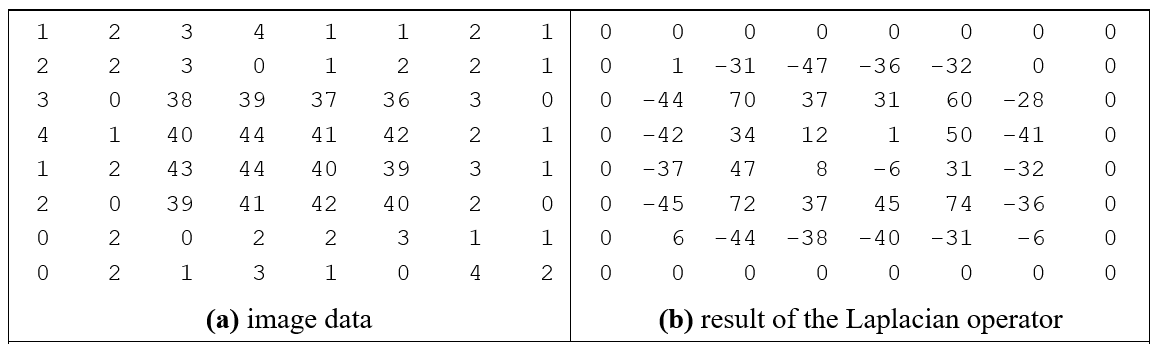 1 2 3 4 1 1 2 1 0 0 0 0 0 0 0 0
2 2 3 0 1 2 2 1 0 1 −31 −47 −36 −32 0 0
3 0 38 39 37 36 3 0 0 −44 70 37 31 60 −28 0
4 1 40 44 41 42 2 1 0 −42 34 12 1 50 −41 0
1 2 43 44 40 39 3 1 0 −37 47 8 −6 31 −32 0
2 0 39 41 42 40 2 0 0 −45 72 37 45 74 −36 0
0 2 0 2 2 3 1 1 0 6 −44 −38 −40 −31 −6 0
0 2 1 3 1 0 4 2 0 0 0 0 0 0 0 0
(a) image data (b) result of the Laplacian operator